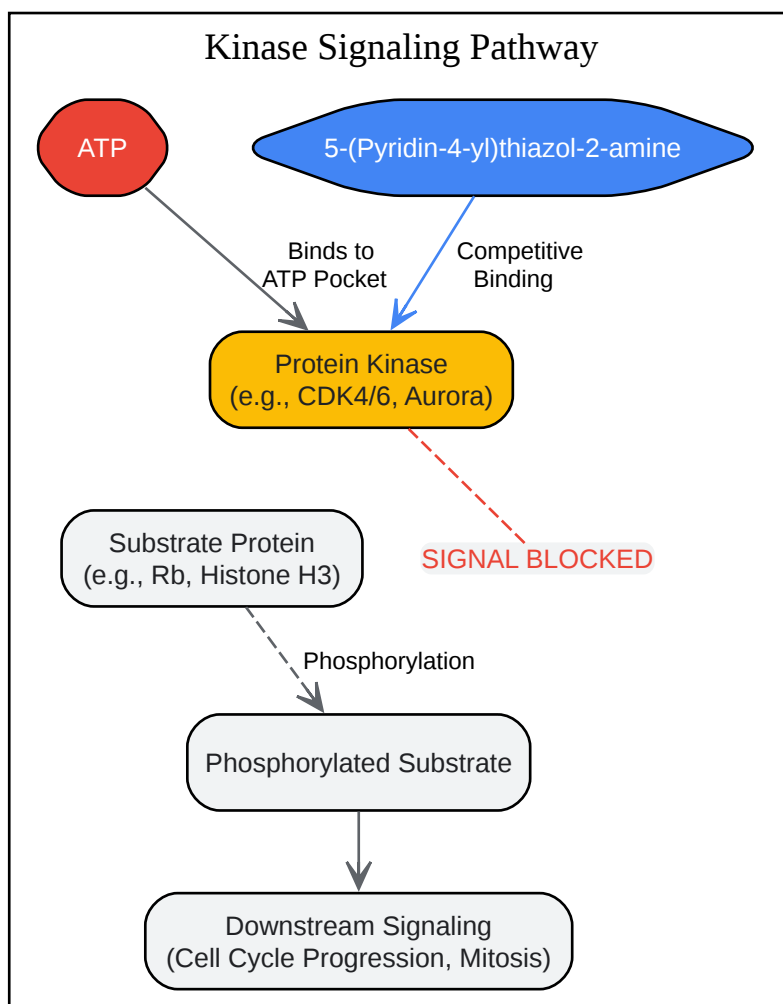 Kinase Signaling Pathway
ATP
5-(Pyridin-4-yl)thiazol-2-amine
Binds to
ATP Pocket
Competitive
Binding
Protein Kinase
(e.g., CDK4/6, Aurora)
Substrate Protein
(e.g., Rb, Histone H3)
SIGNAL BLOCKED
Phosphorylation
Phosphorylated Substrate
Downstream Signaling
(Cell Cycle Progression, Mitosis)